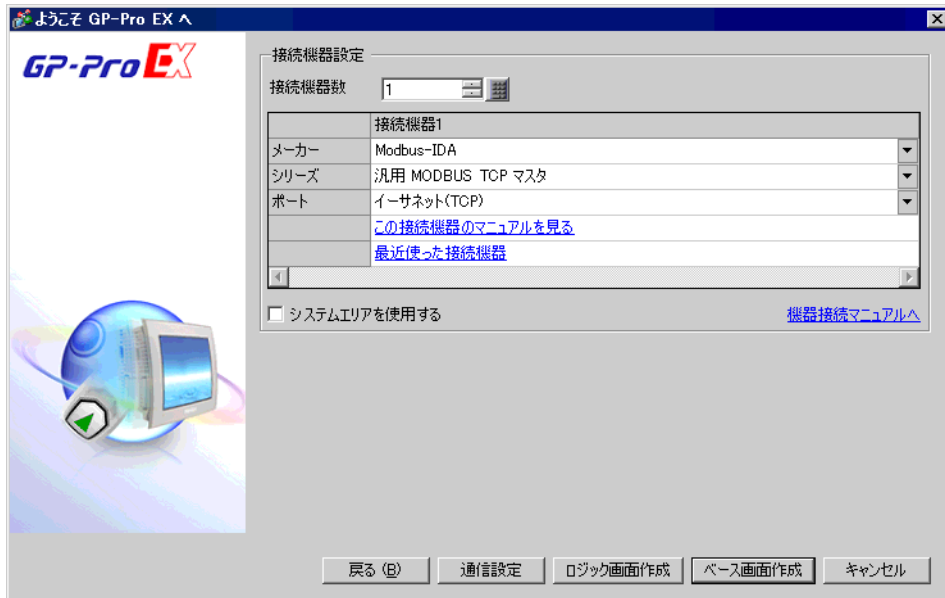 ようこそ GP-Pro EX へ
GP-Pro EX
接続機器設定
接続機器数 1
接続機器1
メーカー Modbus-IDA
シリーズ 汎用 MODBUS TCP マスタ
ポート イーサネット(TCP)
この接続機器のマニュアルを見る
最近使った接続機器
システムエリアを使用する 機器接続マニュアルへ
戻る (B) 通信設定 ロジック画面作成 ベース画面作成 キャンセル